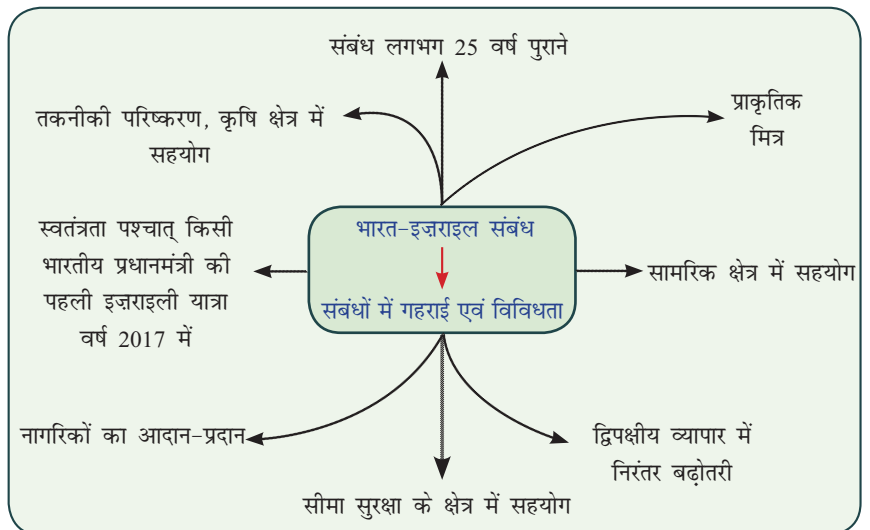 संबंध लगभग 25 वर्ष पुराने
तकनीकी परिष्करण, कृषि क्षेत्र में
सहयोग
प्राकृतिक
मित्र
स्वतंत्रता पश्चात् किसी
भारतीय प्रधानमंत्री की
पहली इज़राइली यात्रा
वर्ष 2017 में
भारत-इज़राइल संबंध
संबंधों में गहराई एवं विविधता
सामरिक क्षेत्र में सहयोग
नागरिकों का आदान-प्रदान
द्विपक्षीय व्यापार में
निरंतर बढ़ोतरी
सीमा सुरक्षा के क्षेत्र में सहयोग